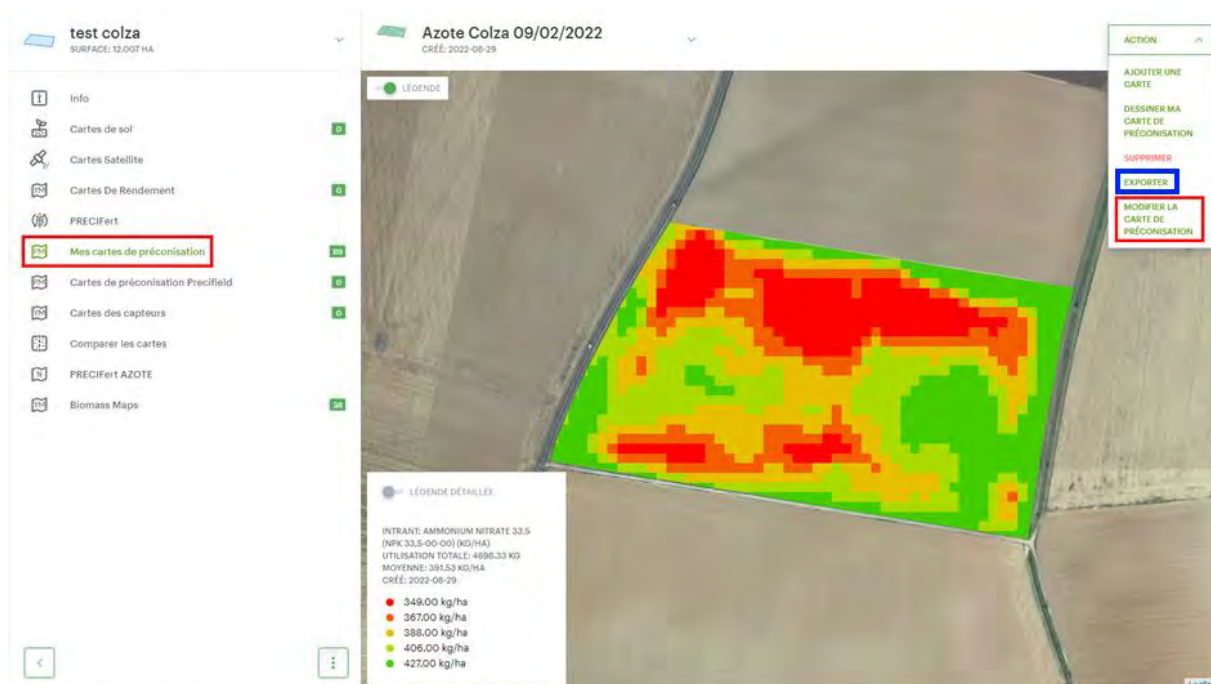 test colza
SURFACE: 12.007 HA
Info
Cartes de sol
0
Cartes Satellite
Cartes De Rendement
0
PRECIFert
Mes cartes de préconisation
89
Cartes de préconisation Precifield
0
Cartes des capteurs
0
Comparer les cartes
PRECIFert AZOTE
Biomass Maps
Azote Colza 09/02/2022
CRÉÉ: 2022-08-29
LÉGENDE
ACTION
AJOUTER UNE
CARTE
DESSINER MA
CARTE DE
PRÉCONISATION
SUPPRIMER
EXPORTER
MODIFIER LA
CARTE DE
PRÉCONISATION
LÉGENDE DÉTAILLÉE
INTRANT: AMMONIUM NITRATE 33,5
(NPK 33,5-00-00) (KG/HA)
UTILISATION TOTALE: 4698.33 KG
MOYENNE: 391.53 KG/HA
CRÉÉ: 2022-08-29
349.00 kg/ha
367.00 kg/ha
388.00 kg/ha
406.00 kg/ha
427.00 kg/ha